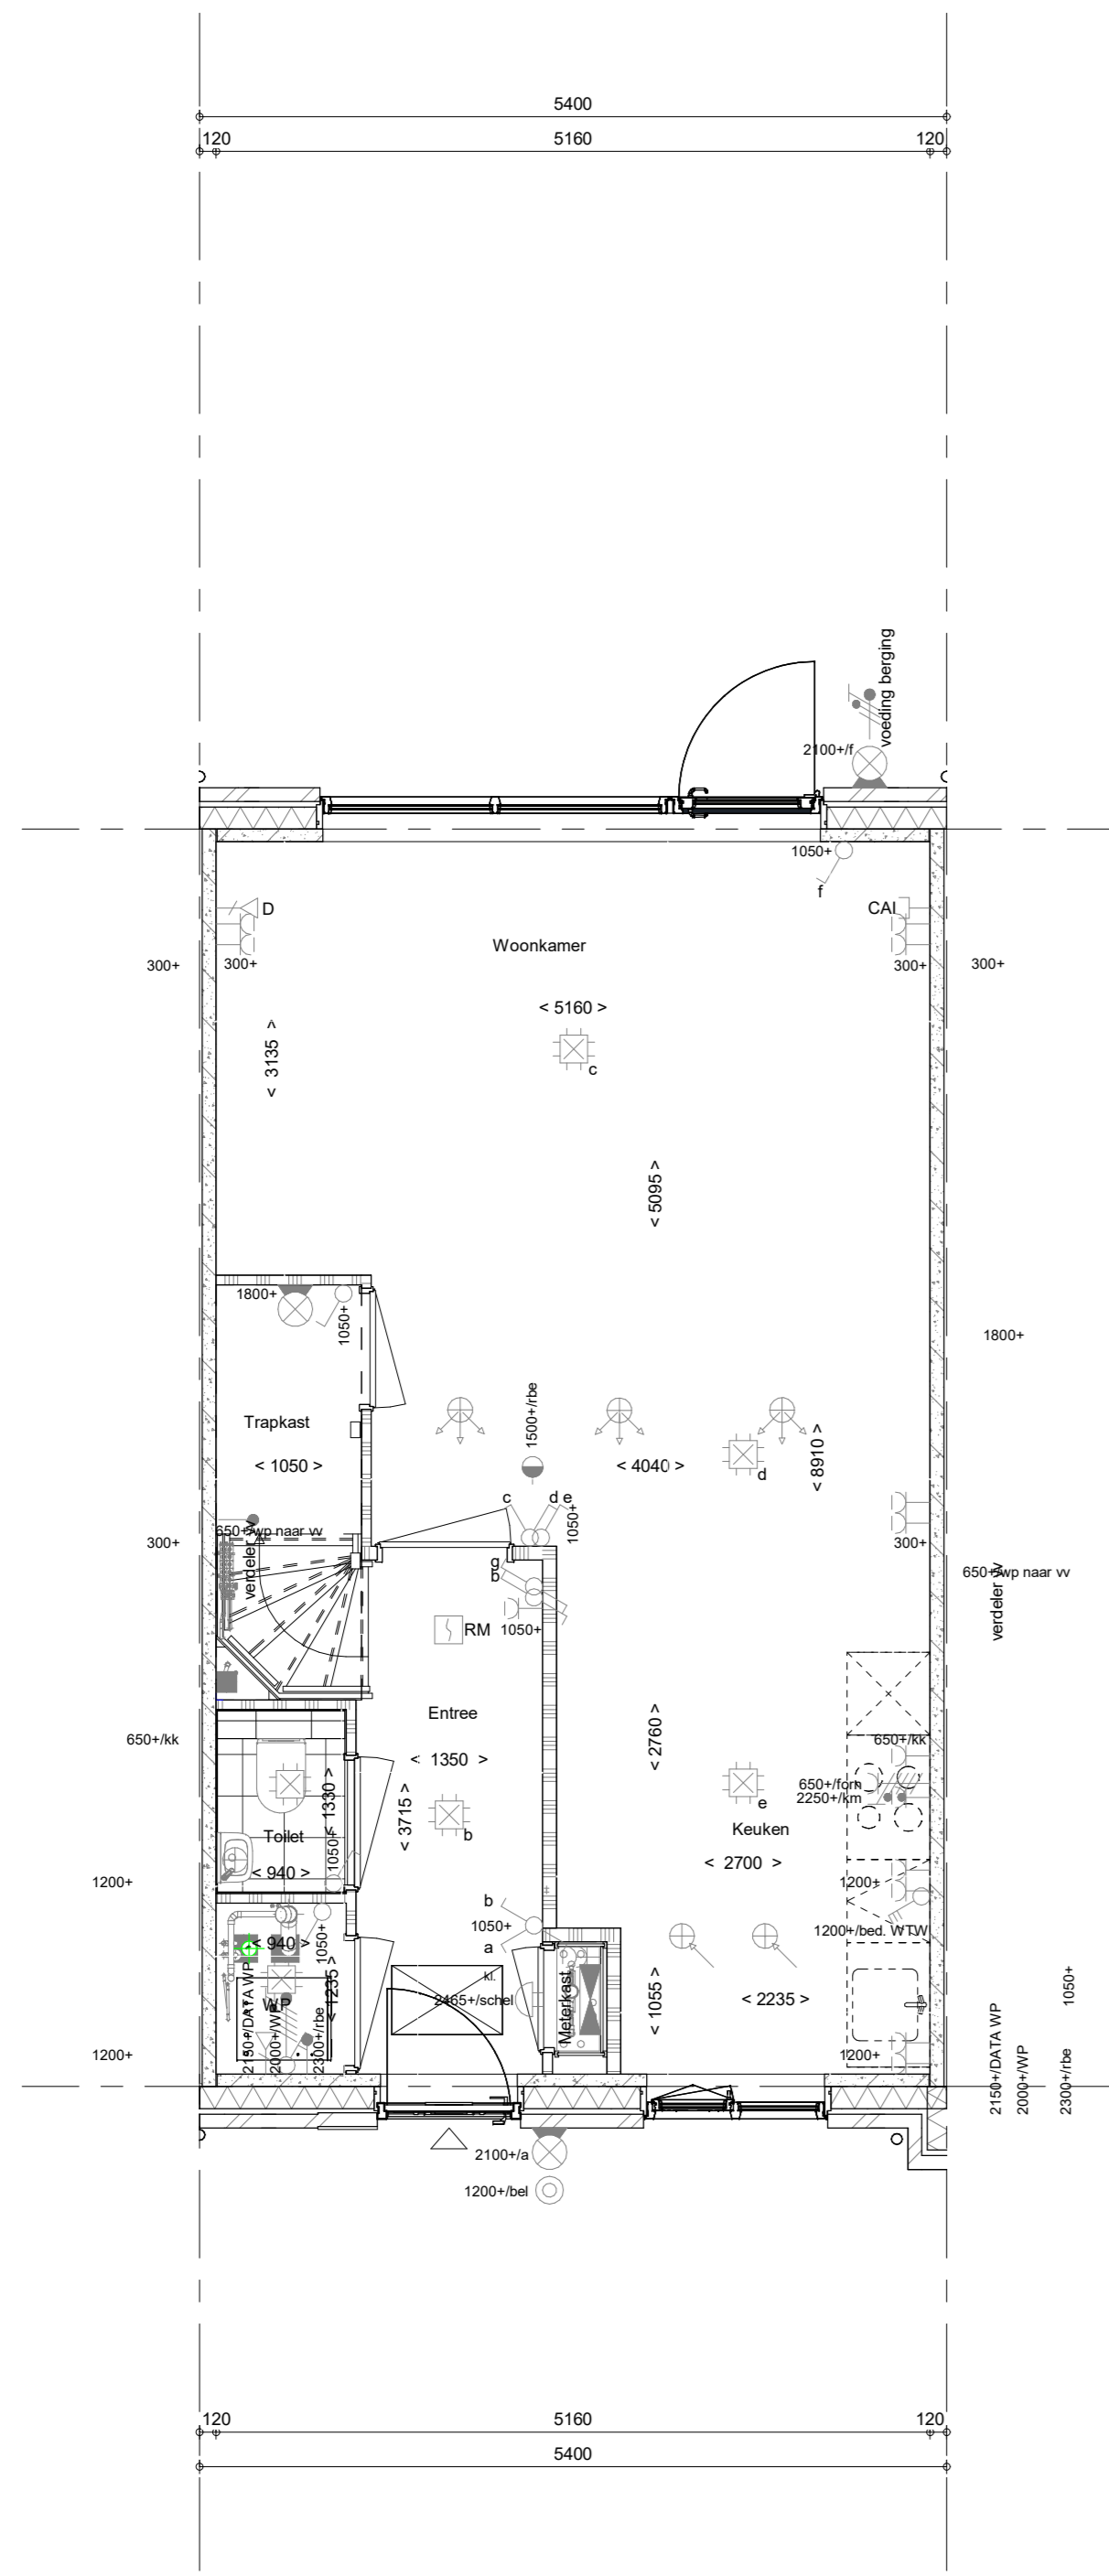 5400
120 5160 120
voeding berging
2100+/f
1050+
f
D
CAI
Woonkamer
300+
300+
300+
300+
< 5160 >
< 3135 >
c
< 5095 >
1800+
1050+
1800+
1500+/rbe
Trapkast
< 1050 >
< 4040 >
d
< 8910 >
c
d e
1050+
650+/wp naar vv
verdeler vv
300+
300+
650+/wp naar vv
verdeler vv
g
b
1050+
RM
Entree
650+/kk
650+/kk
< 2760 >
< 1350 >
650+/forn
2250+/km
< 1330 >
< 3715 >
b
e
Toilet
Keuken
1050+
< 940 >
< 2700 >
1200+
1200+
b
1050+
a
1200+/bed. WTW
< 940 >
1050+
kl.
2465+/schel
Meterkast
< 1235 >
WP
< 1055 >
< 2235 >
2150+/DATA WP
2000+/WP
2300+/rbe
1200+
1200+
1050+
2150+/DATA WP
2000+/WP
2300+/rbe
2100+/a
1200+/bel
120 5160 120
5400